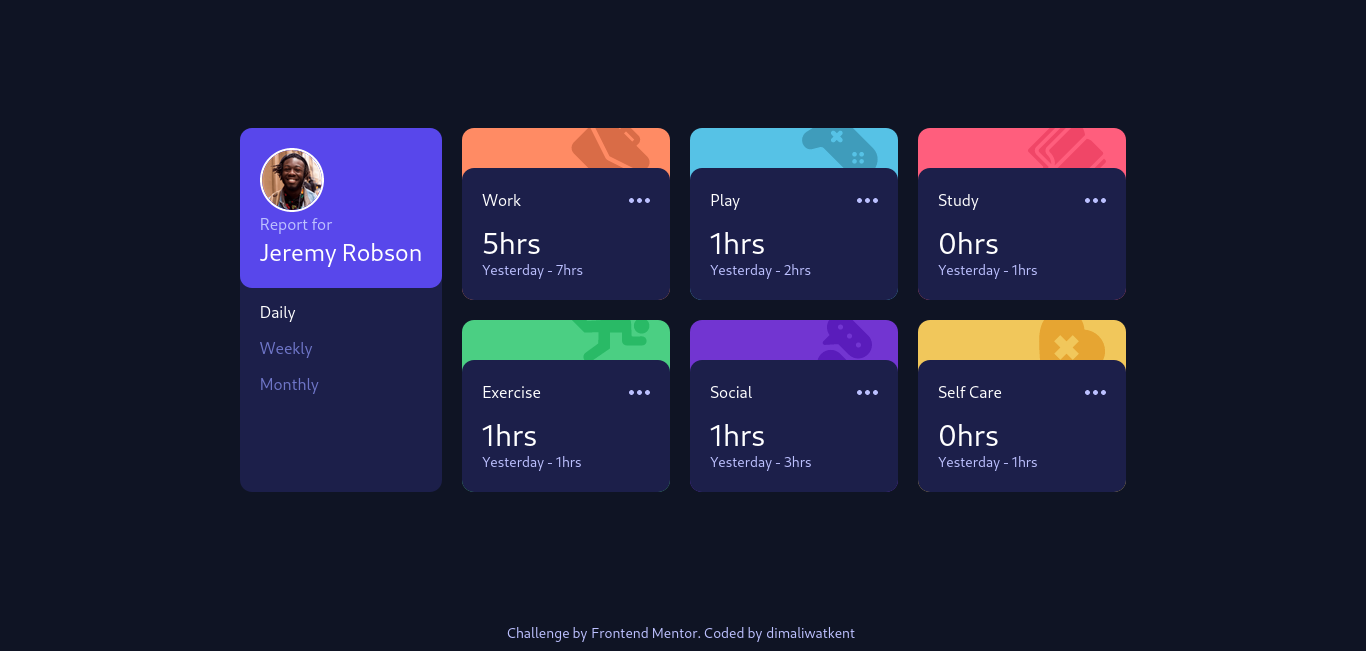 Report for
Jeremy Robson
Daily
Weekly
Monthly
Work
5hrs
Yesterday - 7hrs
Play
1hrs
Yesterday - 2hrs
Study
0hrs
Yesterday - 1hrs
Exercise
1hrs
Yesterday - 1hrs
Social
1hrs
Yesterday - 3hrs
Self Care
0hrs
Yesterday - 1hrs
Challenge by Frontend Mentor. Coded by dimaliwatkent